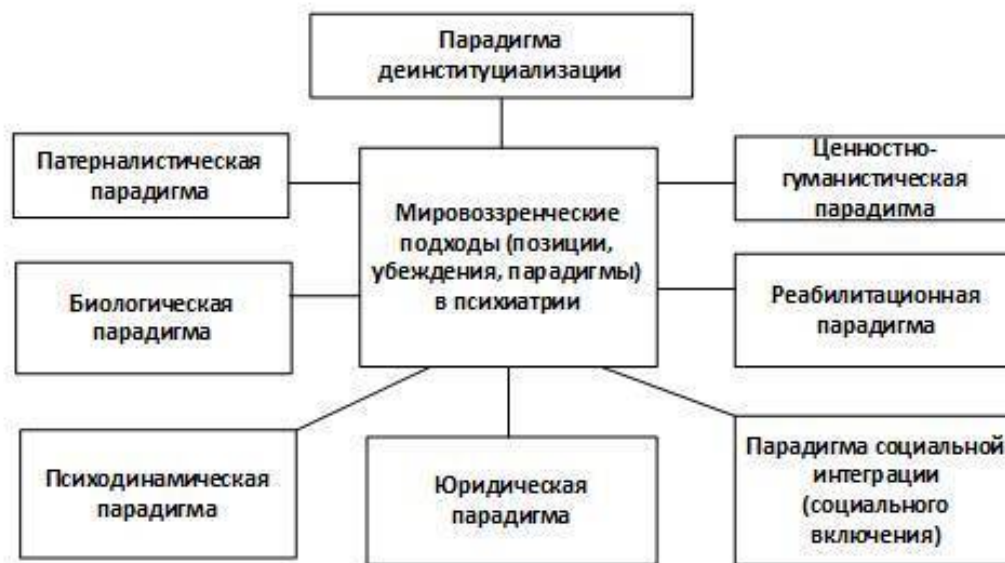 Парадигма
деинституциализации
Патерналистическая
парадигма
Мировоззренческие
подходы (позиции,
убеждения, парадигмы)
в психиатрии
Ценностно-
гуманистическая
парадигма
Биологическая
парадигма
Реабилитационная
парадигма
Психодинамическая
парадигма
Юридическая
парадигма
Парадигма социальной
интеграции
(социального
включения)